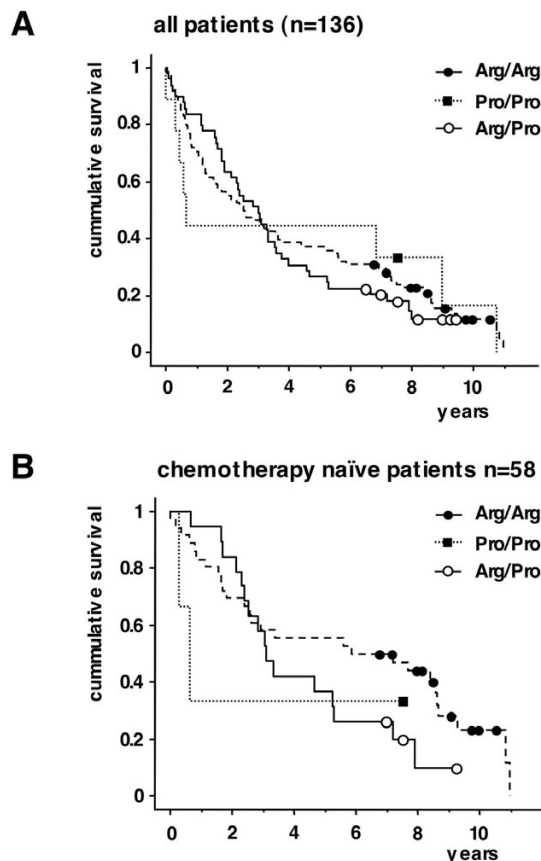 A
all patients (n=136)
cummulative survival
1
0.8
0.6
0.4
0.2
0
Arg/Arg
Pro/Pro
Arg/Pro
0 2 4 6 8 10
years
B
chemotherapy naïve patients n=58
cummulative survival
1
0.8
0.6
0.4
0.2
0
Arg/Arg
Pro/Pro
Arg/Pro
0 2 4 6 8 10
years